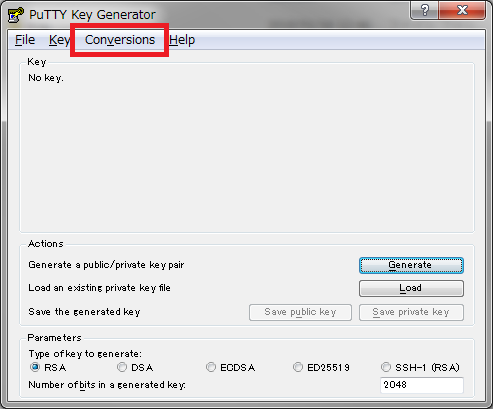 PuTTY Key Generator
File Key Conversions Help
Key
No key.
Actions
Generate a public/private key pair Generate
Load an existing private key file Load
Save the generated key Save public key Save private key
Parameters
Type of key to generate:
RSA DSA ECDSA ED25519 SSH-1 (RSA)
Number of bits in a generated key: 2048